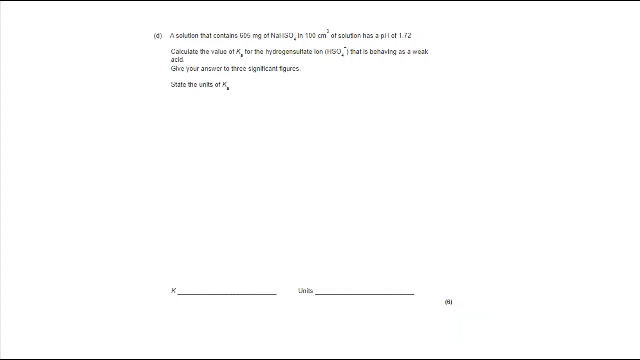 (d) A solution that contains 605 mg of NaHSO₄ in 100 cm³ of solution has a pH of 1.72
Calculate the value of Kₐ for the hydrogensulfate ion (HSO₄⁻) that is behaving as a weak
acid.
Give your answer to three significant figures.
State the units of Kₐ
K ____________ Units ____________
(6)